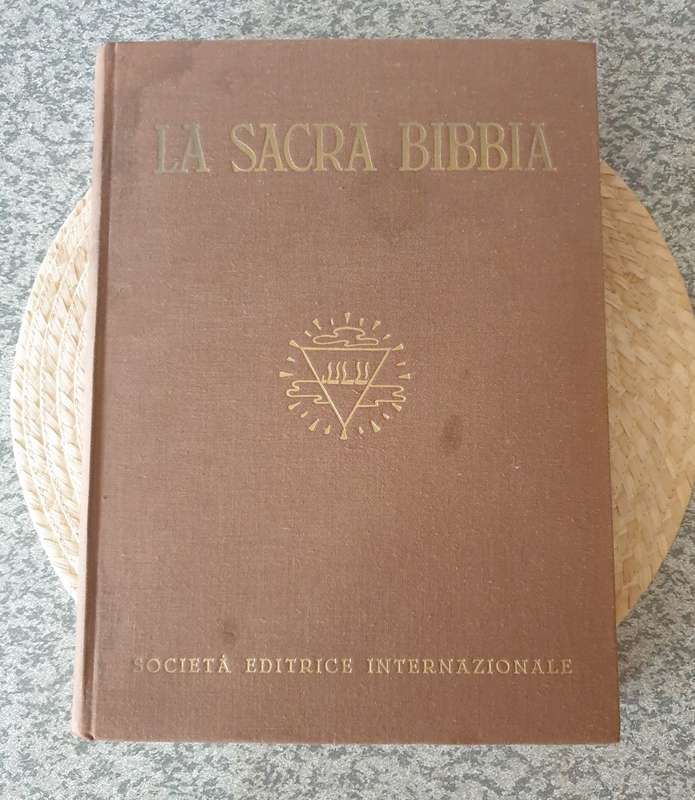 LA SACRA BIBBIA
SOCIETÀ EDITRICE INTERNAZIONALE